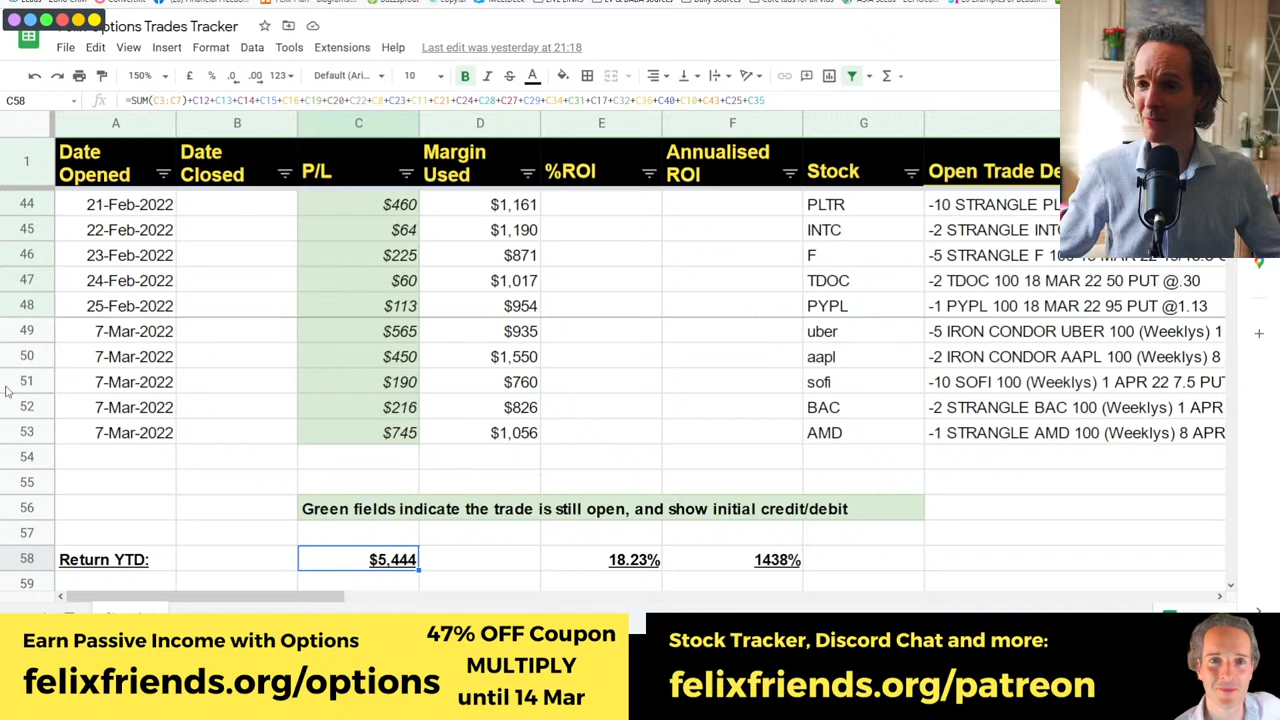 Felix Options Trades Tracker
File Edit View Insert Format Data Tools Extensions Help Last edit was yesterday at 21:18
150% £ % .0 .00 123 Default (Ari... 10 B I S A
C58 fx =SUM(C3:C7)+C12+C13+C14+C15+C16+C19+C20+C22+C8+C23+C11+C21+C24+C28+C27+C29+C34+C31+C17+C32+C36+C40+C10+C43+C25+C35
A B C D E F G
1 Date Opened Date Closed P/L Margin Used %ROI Annualised ROI Stock Open Trade De
44 21-Feb-2022 $460 $1,161 PLTR -10 STRANGLE PL
45 22-Feb-2022 $64 $1,190 INTC -2 STRANGLE INTC
46 23-Feb-2022 $225 $871 F -5 STRANGLE F 100
47 24-Feb-2022 $60 $1,017 TDOC -2 TDOC 100 18 MAR 22 50 PUT @.30
48 25-Feb-2022 $113 $954 PYPL -1 PYPL 100 18 MAR 22 95 PUT @1.13
49 7-Mar-2022 $565 $935 uber -5 IRON CONDOR UBER 100 (Weeklys) 1
50 7-Mar-2022 $450 $1,550 aapl -2 IRON CONDOR AAPL 100 (Weeklys) 8
51 7-Mar-2022 $190 $760 sofi -10 SOFI 100 (Weeklys) 1 APR 22 7.5 PUT
52 7-Mar-2022 $216 $826 BAC -2 STRANGLE BAC 100 (Weeklys) 1 APR
53 7-Mar-2022 $745 $1,056 AMD -1 STRANGLE AMD 100 (Weeklys) 8 APR
54
55
56 Green fields indicate the trade is still open, and show initial credit/debit
57
58 Return YTD: $5,444 18.23% 1438%
59
Earn Passive Income with Options
felixfriends.org/options
47% OFF Coupon
MULTIPLY
until 14 Mar
Stock Tracker, Discord Chat and more:
felixfriends.org/patreon